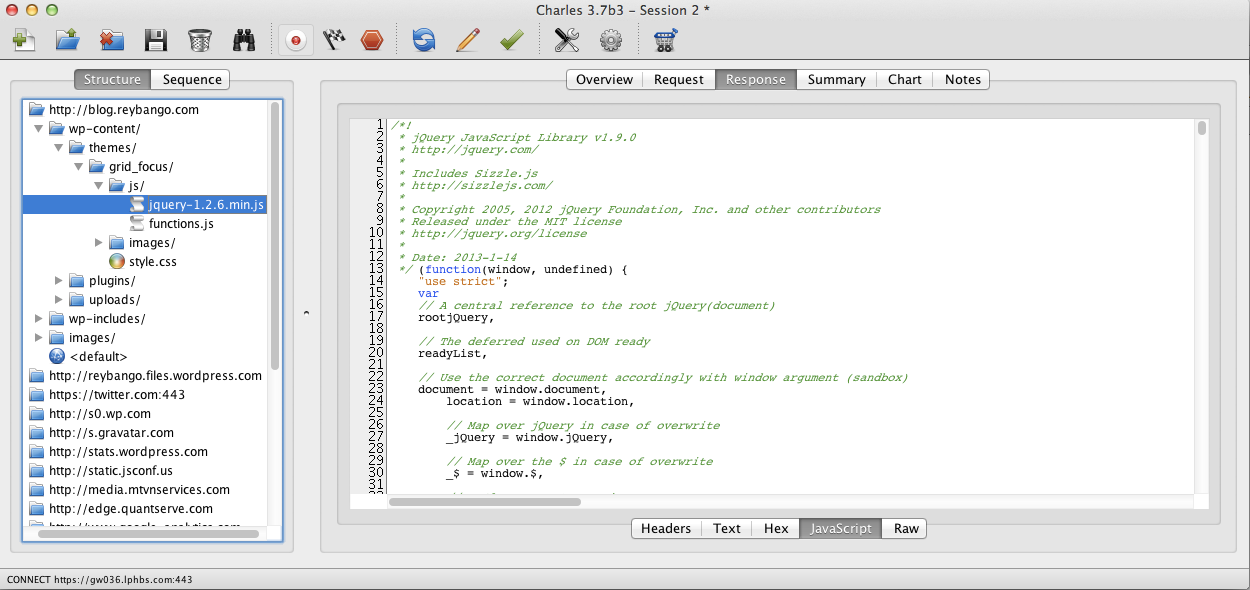 Charles 3.7b3 – Session 2 *
Structure
Sequence
http://blog.reybango.com
wp-content/
themes/
grid_focus/
js/
jquery-1.2.6.min.js
functions.js
images/
style.css
plugins/
uploads/
wp-includes/
images/
<default>
http://reybango.files.wordpress.com
https://twitter.com:443
http://s0.wp.com
http://s.gravatar.com
http://stats.wordpress.com
http://static.jsconf.us
http://media.mtvnservices.com
http://edge.quantserve.com
http://www.google-analytics.com
Overview
Request
Response
Summary
Chart
Notes
1 /*!
2 * jQuery JavaScript Library v1.9.0
3 * http://jquery.com/
4 *
5 * Includes Sizzle.js
6 * http://sizzlejs.com/
7 *
8 * Copyright 2005, 2012 jQuery Foundation, Inc. and other contributors
9 * Released under the MIT license
10 * http://jquery.org/license
11 *
12 * Date: 2013-1-14
13 */ (function(window, undefined) {
14 "use strict";
15 var
16 // A central reference to the root jQuery(document)
17 rootjQuery,
18
19 // The deferred used on DOM ready
20 readyList,
21
22 // Use the correct document accordingly with window argument (sandbox)
23 document = window.document,
24 location = window.location,
25
26 // Map over jQuery in case of overwrite
27 _jQuery = window.jQuery,
28
29 // Map over the $ in case of overwrite
30 _$ = window.$,
31
Headers
Text
Hex
JavaScript
Raw
CONNECT https://gw036.lphbs.com:443